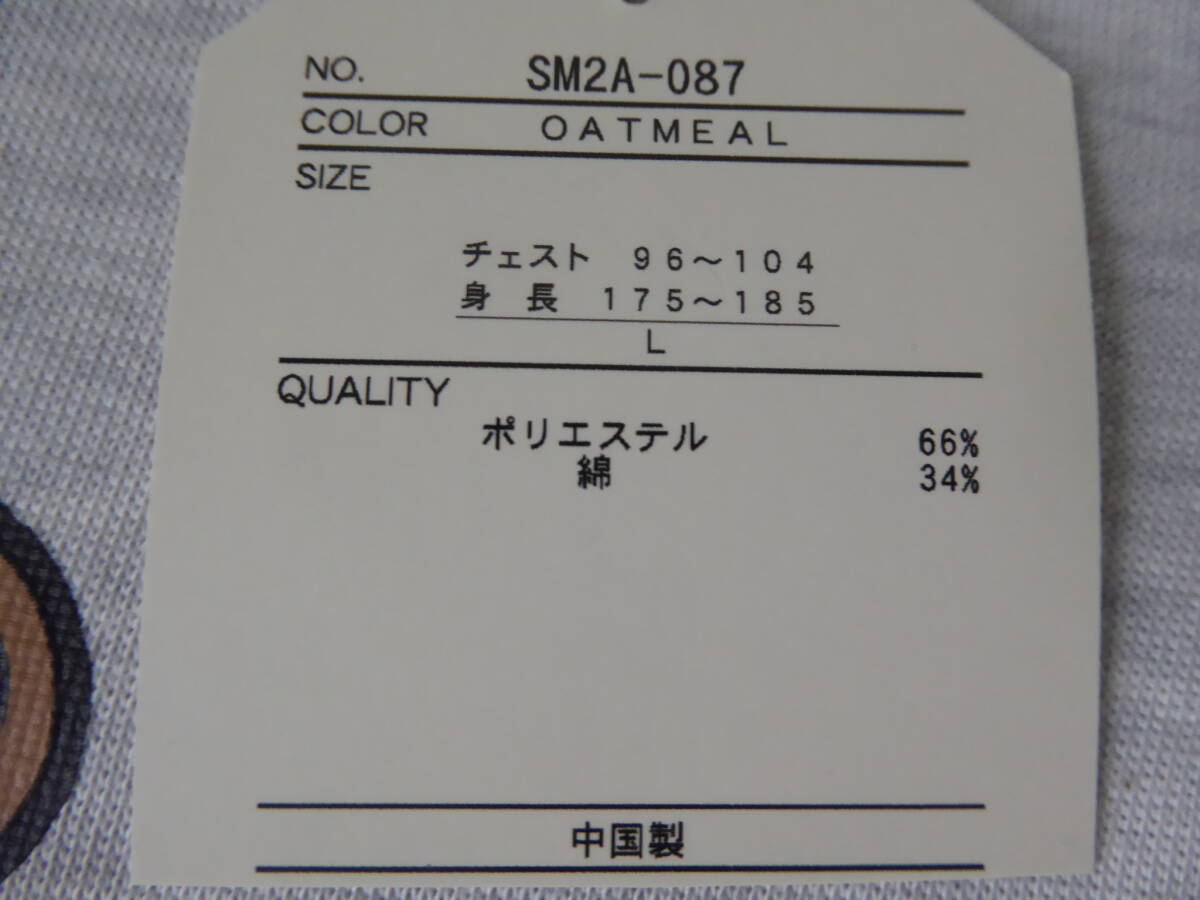 NO. SM2A-087
COLOR OATMEAL
SIZE
チェスト 96～104
身長 175～185
L
QUALITY
ポリエステル 66%
綿 34%
中国製